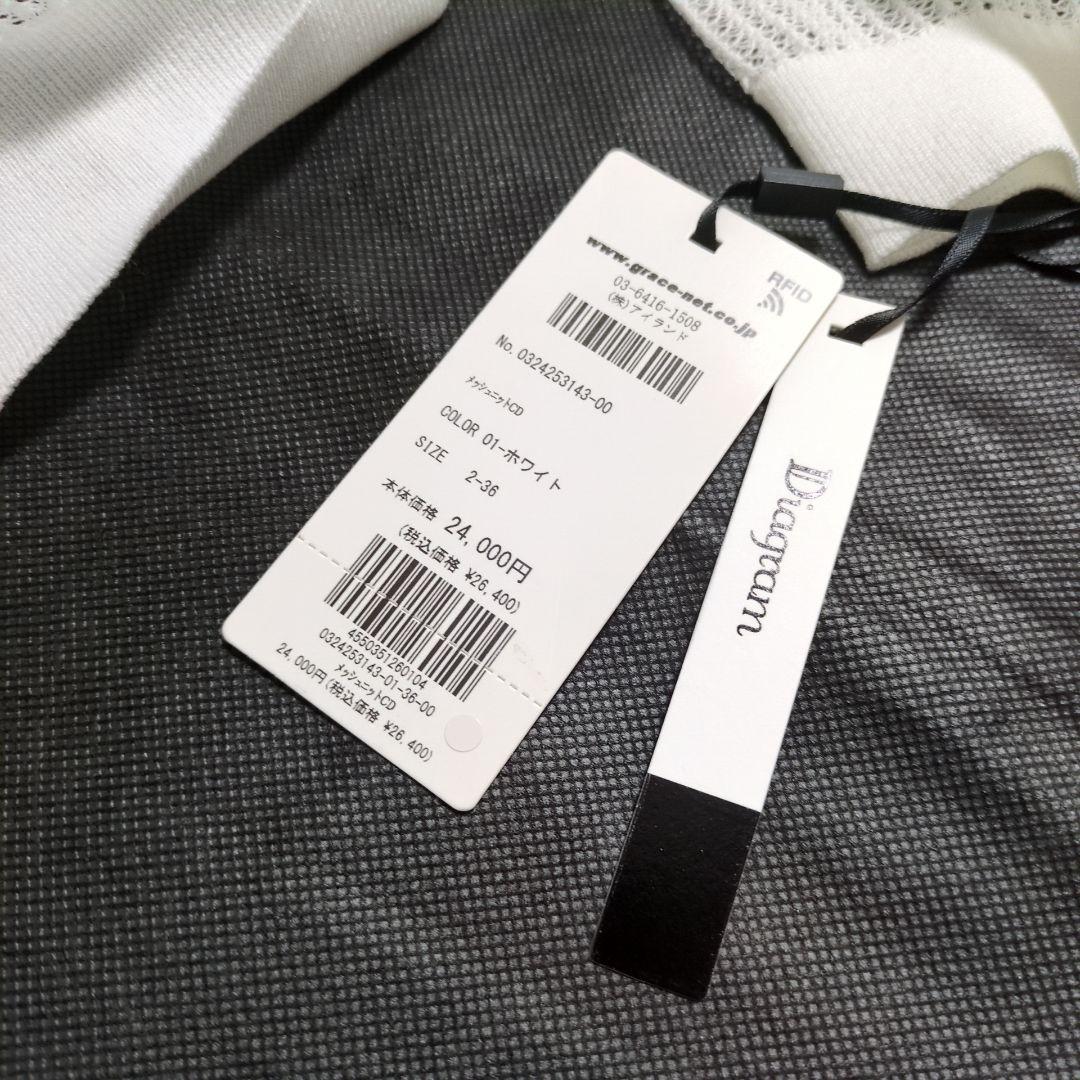 www.grace-net.co.jp
RFID
03-6416-1508
(株)アイランド
No. 0324253143-00
メッシュニットCD
COLOR 01-ホワイト
SIZE 2-36
本体価格 24,000円
(税込価格 ¥26,400)
4550351260104
0324253143-01-36-00
メッシュニットCD
24,000円(税込価格 ¥26,400)
Diagram